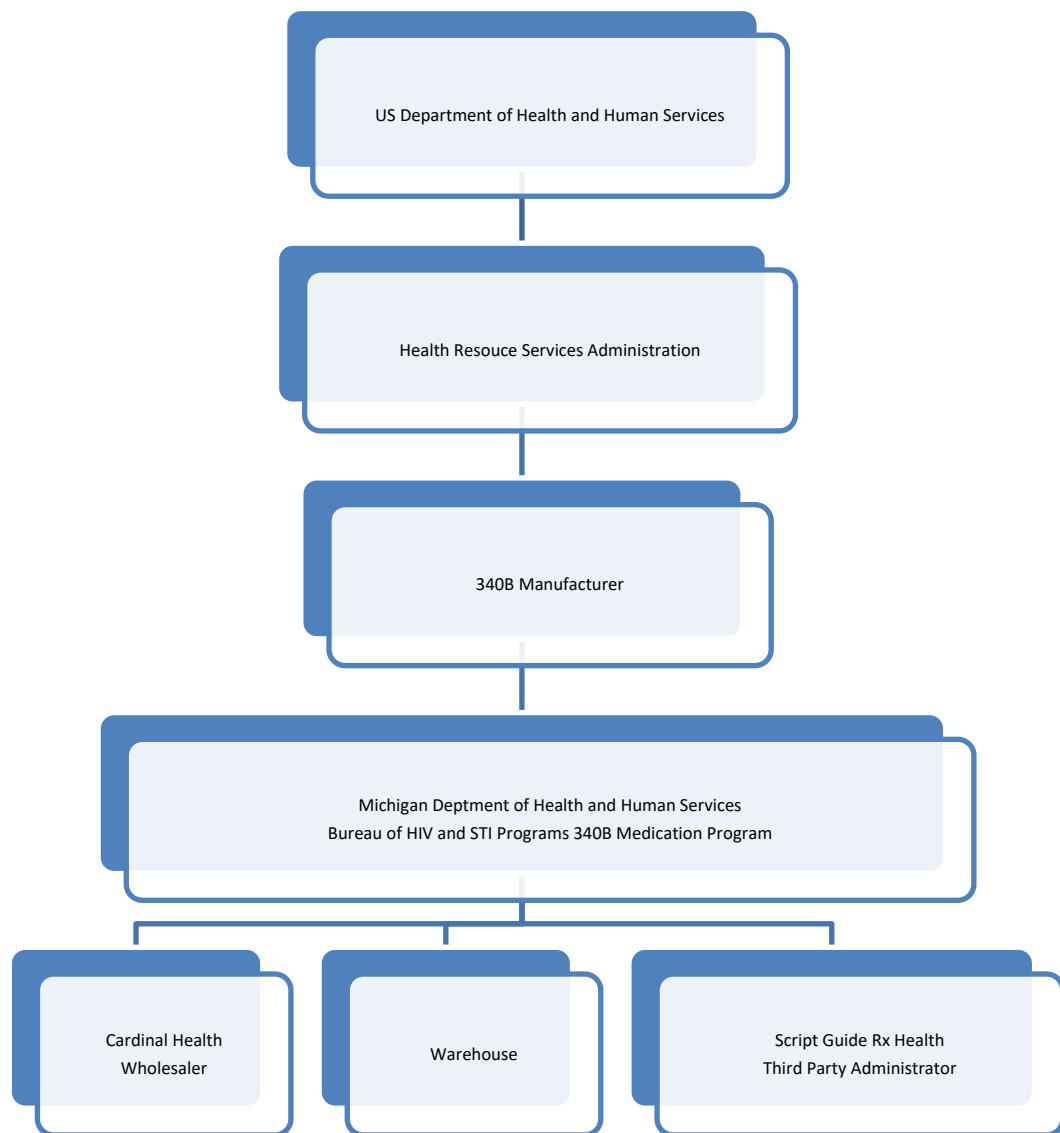 US Department of Health and Human Services
Health Resouce Services Administration
340B Manufacturer
Michigan Deptment of Health and Human Services
Bureau of HIV and STI Programs 340B Medication Program
Cardinal Health
Wholesaler
Warehouse
Script Guide Rx Health
Third Party Administrator